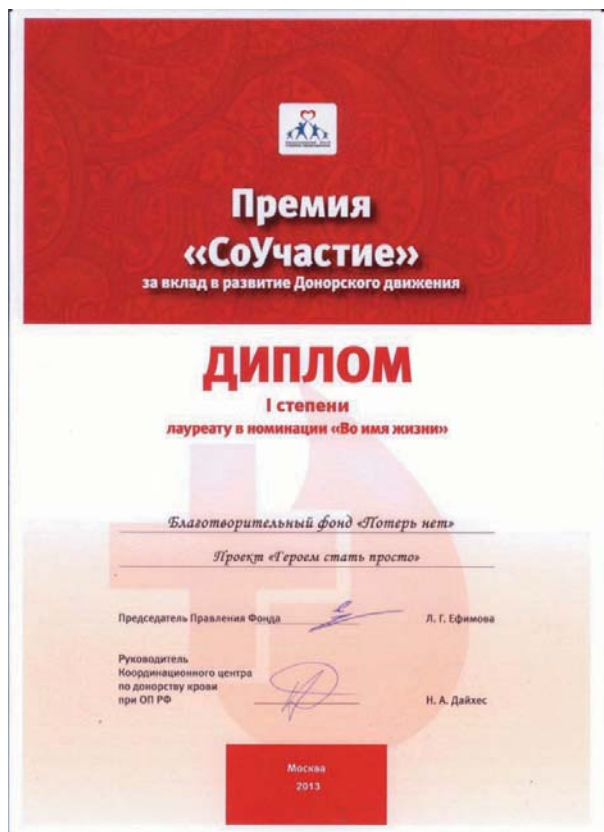 Премия
«СоУчастие»
за вклад в развитие Донорского движения
ДИПЛОМ
I степени
лауреату в номинации «Во имя жизни»
Благотворительный фонд «Потерь нет»
Проект «Героем стать просто»
Председатель Правления Фонда Л. Г. Ефимова
Руководитель
Координационного центра
по донорству крови
при ОП РФ Н. А. Дайхес
Москва
2013